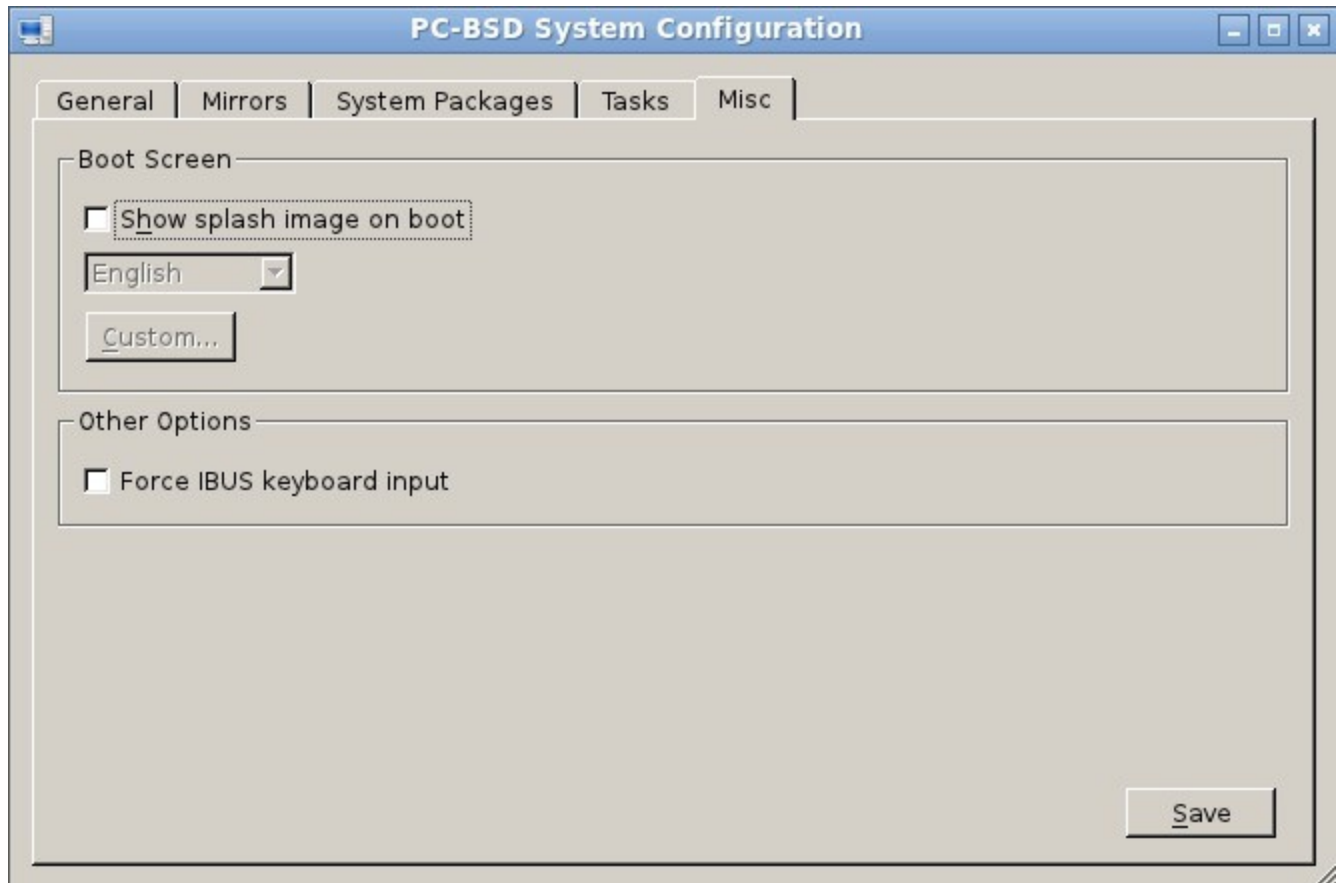 PC-BSD System Configuration
General Mirrors System Packages Tasks Misc
Boot Screen
Show splash image on boot
English
Custom...
Other Options
Force IBUS keyboard input
Save